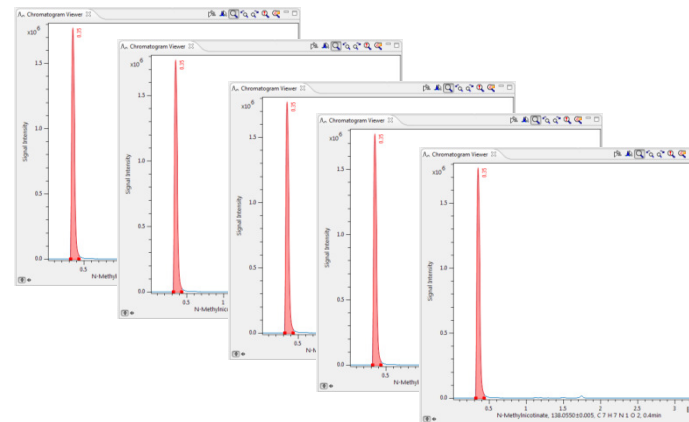 Chromatogram Viewer
x10⁶
0.35
1.0
0.5
0.0
Signal Intensity
0.5
N-Methylni
Chromatogram Viewer
x10⁶
0.35
1.5
1.0
0.5
0.0
Signal Intensity
0.5 1
N-Methylnicotina
Chromatogram Viewer
x10⁶
0.35
1.5
1.0
0.5
0.0
Signal Intensity
0.5
N-Methyl
Chromatogram Viewer
x10⁶
0.35
1.5
1.0
0.5
0.0
Signal Intensity
0.5
N-Methyl
Chromatogram Viewer
x10⁶
0.35
1.5
1.0
0.5
0.0
Signal Intensity
0.5 1 1.5 2 2.5 3
N-Methylnicotinate, 138.0550±0.005, C 7 H 7 N 1 O 2, 0.4min